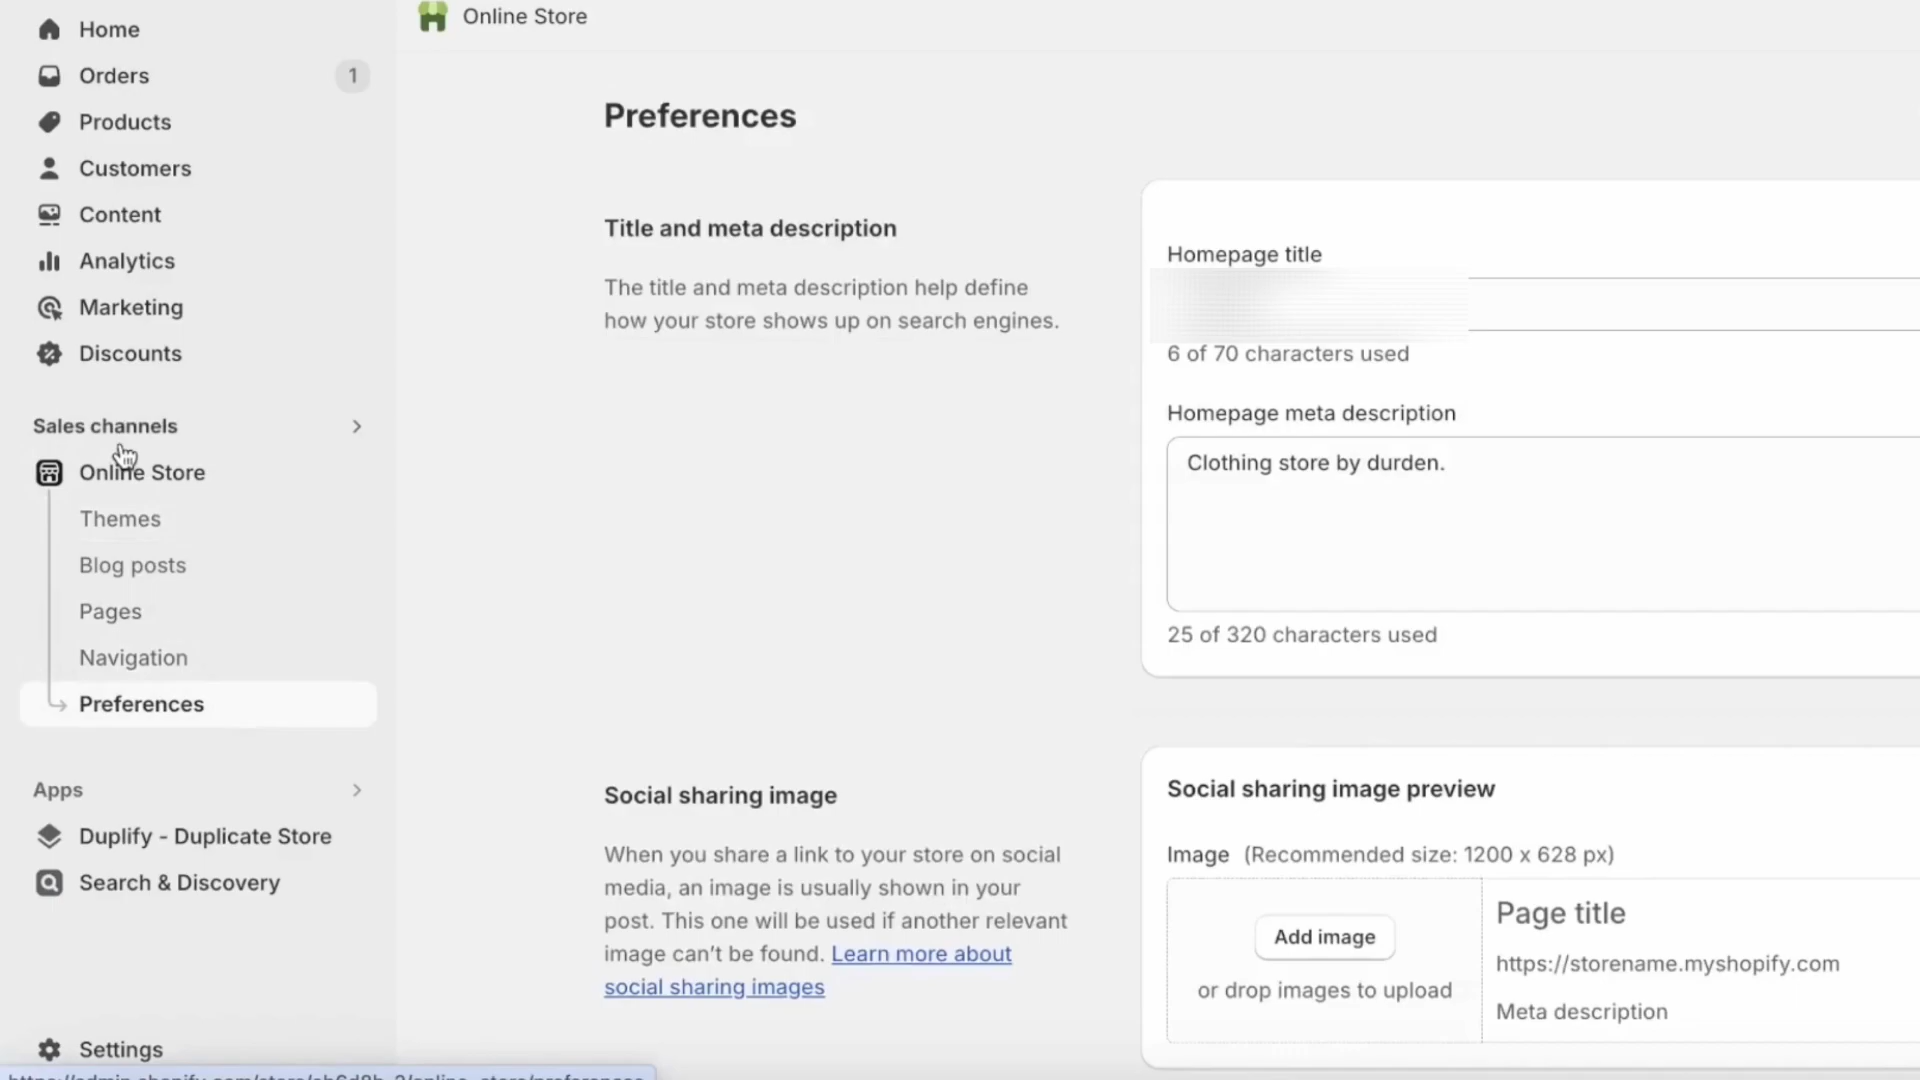 Home
Orders 1
Products
Customers
Content
Analytics
Marketing
Discounts
Sales channels
Online Store
Themes
Blog posts
Pages
Navigation
Preferences
Apps
Duplify - Duplicate Store
Search & Discovery
Settings
Online Store
Preferences
Title and meta description
The title and meta description help define
how your store shows up on search engines.
Homepage title
6 of 70 characters used
Homepage meta description
Clothing store by durden.
25 of 320 characters used
Social sharing image
When you share a link to your store on social
media, an image is usually shown in your
post. This one will be used if another relevant
image can’t be found. Learn more about
social sharing images
Social sharing image preview
Image (Recommended size: 1200 x 628 px)
Add image
or drop images to upload
Page title
https://storename.myshopify.com
Meta description